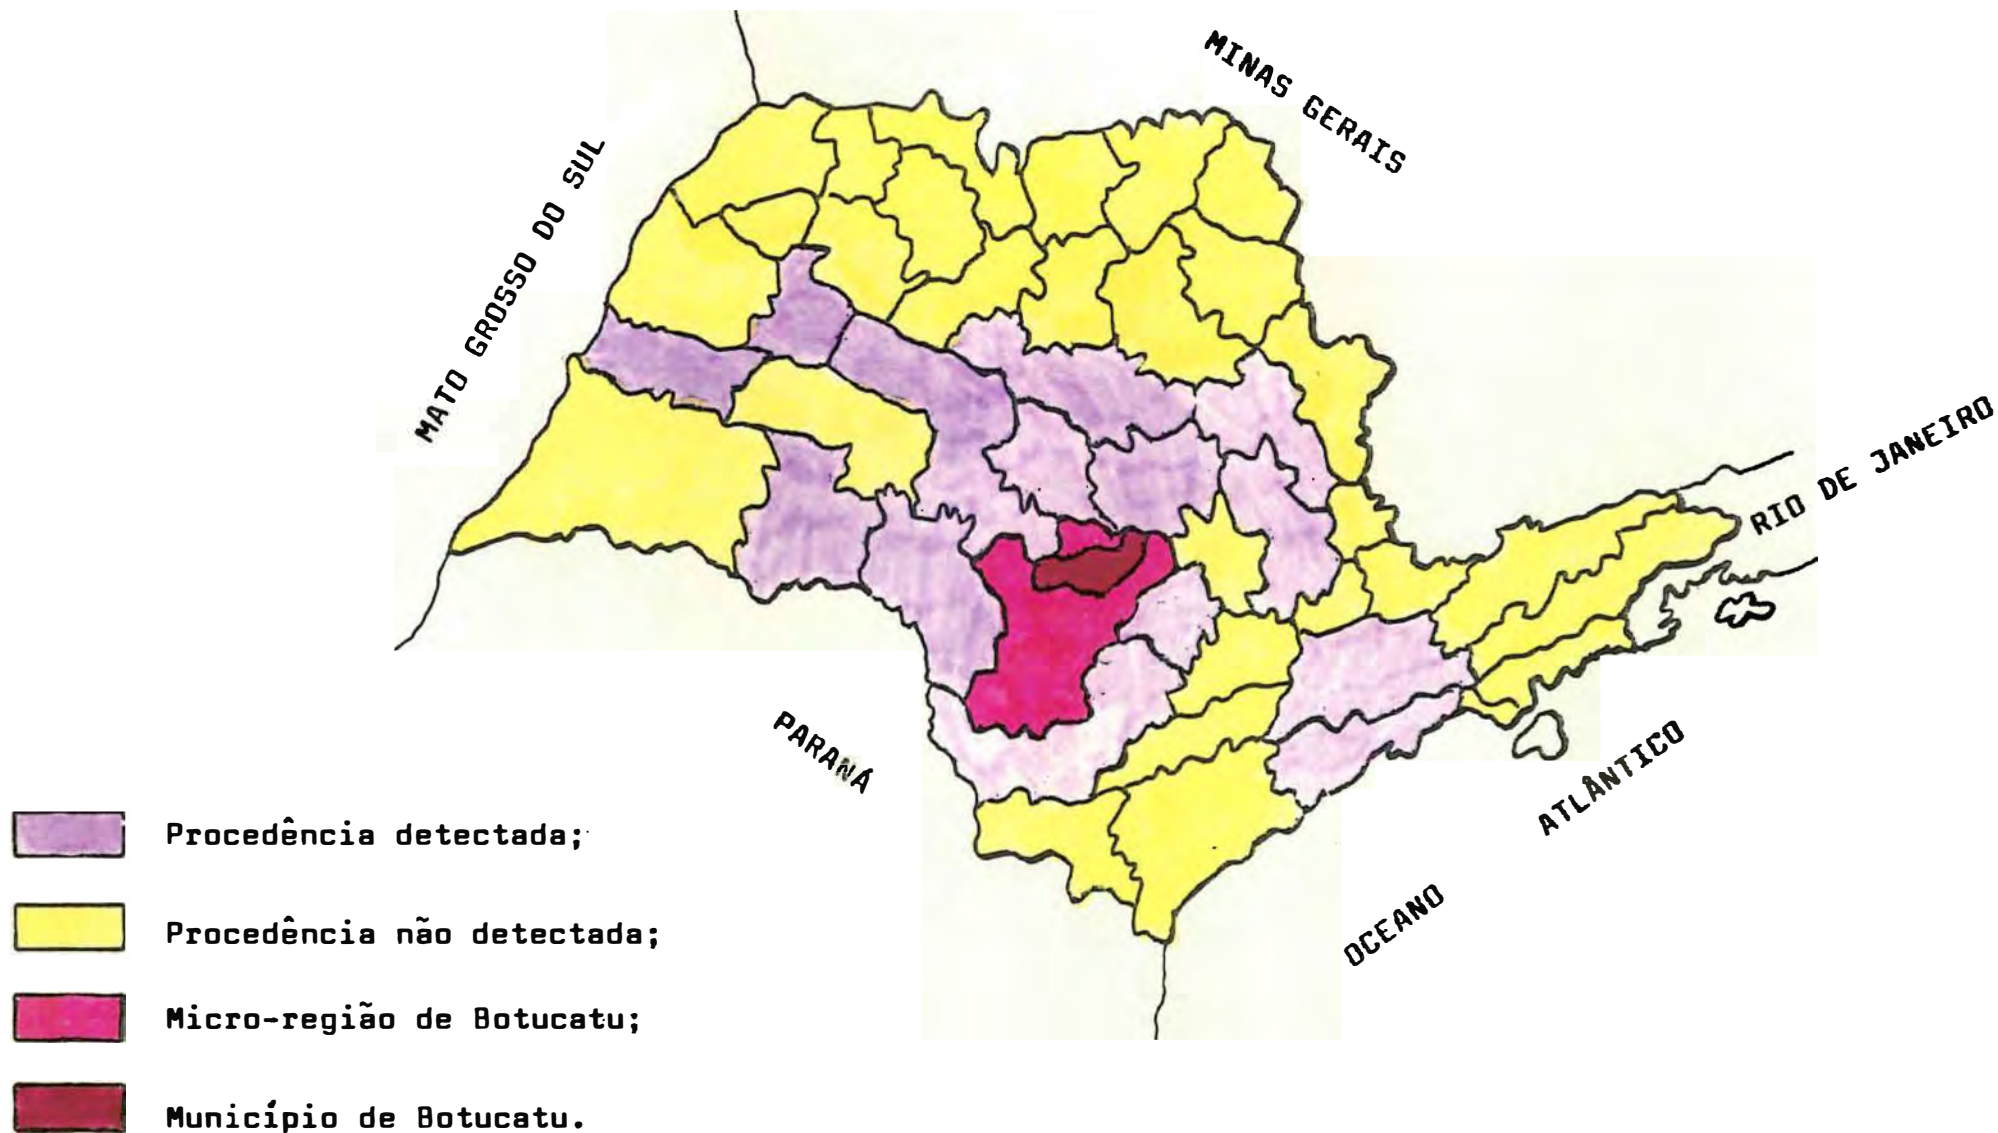 MINAS GERAIS
MATO GROSSO DO SUL
RIO DE JANEIRO
PARANÁ
ATLÂNTICO
OCEANO
Procedência detectada;
Procedência não detectada;
Micro-região de Botucatu;
Município de Botucatu.